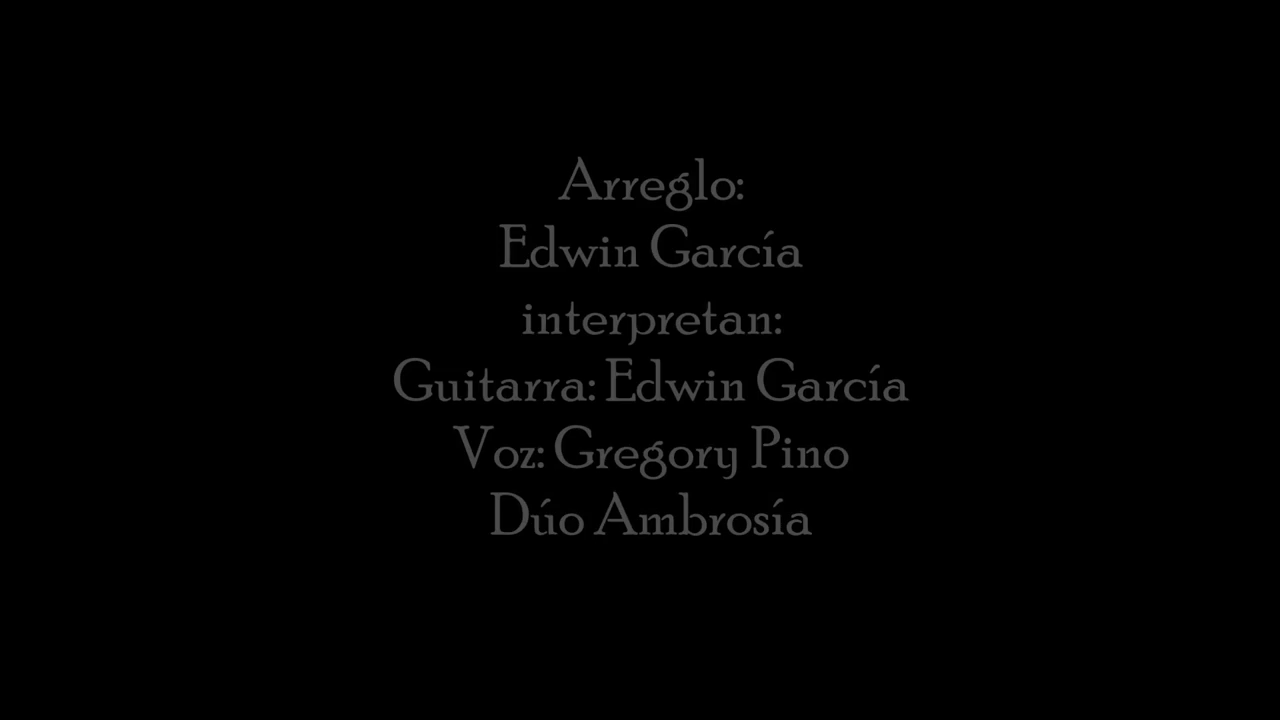 Arreglo:
Edwin García
interpretan:
Guitarra: Edwin García
Voz: Gregory Pino
Dúo Ambrosía